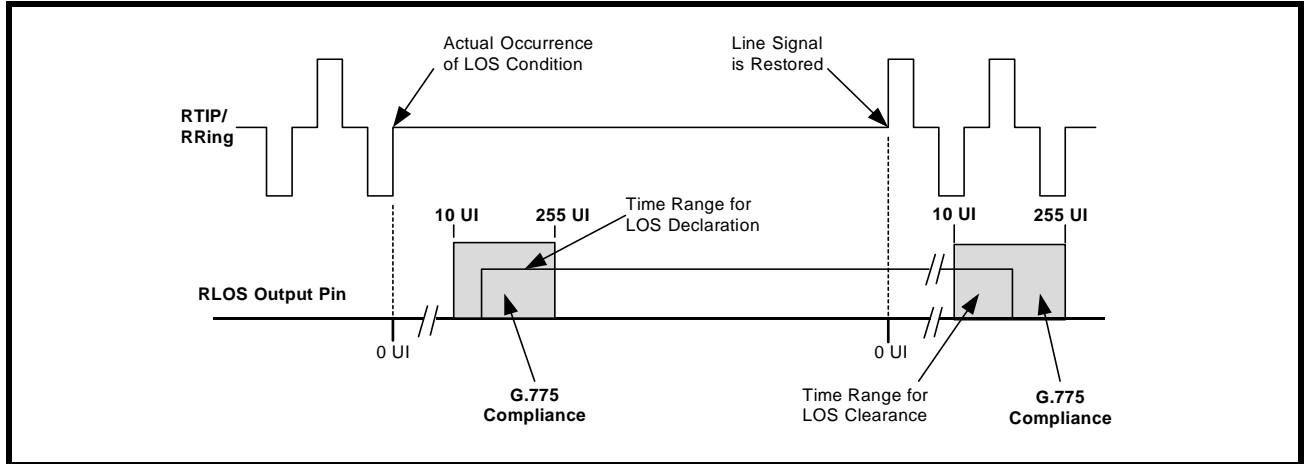 Actual Occurrence
of LOS Condition
Line Signal
is Restored
RTIP/
RRing
Time Range for
LOS Declaration
10 UI
255 UI
10 UI
255 UI
RLOS Output Pin
0 UI
0 UI
G.775
Compliance
Time Range for
LOS Clearance
G.775
Compliance